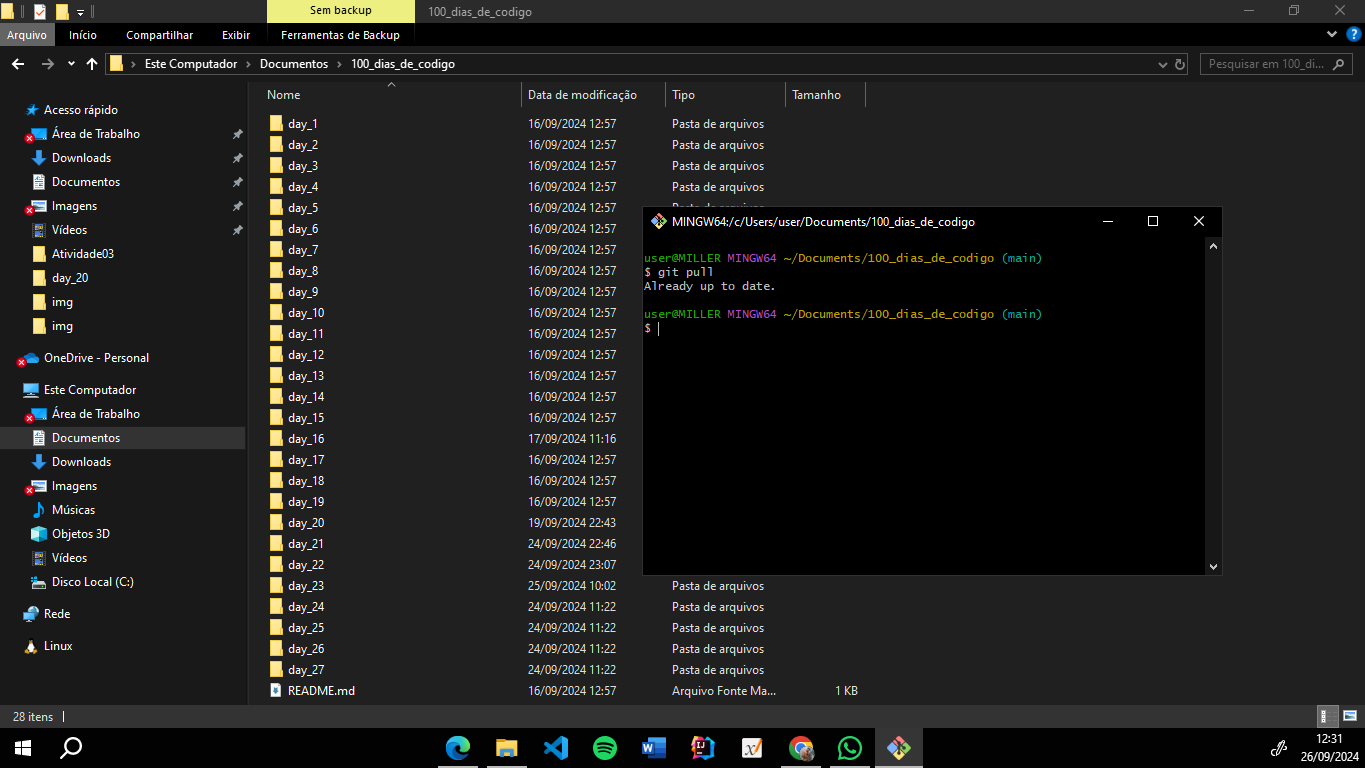 Sem backup
100_dias_de_codigo
Arquivo
Início
Compartilhar
Exibir
Ferramentas de Backup
Este Computador
Documentos
100_dias_de_codigo
Pesquisar em 100_di...
Acesso rápido
Área de Trabalho
Downloads
Documentos
Imagens
Vídeos
Atividade03
day_20
img
img
OneDrive - Personal
Este Computador
Área de Trabalho
Documentos
Downloads
Imagens
Músicas
Objetos 3D
Vídeos
Disco Local (C:)
Rede
Linux
Nome Data de modificação Tipo Tamanho
day_1 16/09/2024 12:57 Pasta de arquivos
day_2 16/09/2024 12:57 Pasta de arquivos
day_3 16/09/2024 12:57 Pasta de arquivos
day_4 16/09/2024 12:57 Pasta de arquivos
day_5 16/09/2024 12:57 Pasta de arquivos
day_6 16/09/2024 12:57
day_7 16/09/2024 12:57
day_8 16/09/2024 12:57
day_9 16/09/2024 12:57
day_10 16/09/2024 12:57
day_11 16/09/2024 12:57
day_12 16/09/2024 12:57
day_13 16/09/2024 12:57
day_14 16/09/2024 12:57
day_15 16/09/2024 12:57
day_16 17/09/2024 11:16
day_17 16/09/2024 12:57
day_18 16/09/2024 12:57
day_19 16/09/2024 12:57
day_20 19/09/2024 22:43
day_21 24/09/2024 22:46
day_22 24/09/2024 23:07
day_23 25/09/2024 10:02 Pasta de arquivos
day_24 24/09/2024 11:22 Pasta de arquivos
day_25 24/09/2024 11:22 Pasta de arquivos
day_26 24/09/2024 11:22 Pasta de arquivos
day_27 24/09/2024 11:22 Pasta de arquivos
README.md 16/09/2024 12:57 Arquivo Fonte Ma... 1 KB
MINGW64:/c/Users/user/Documents/100_dias_de_codigo
user@MILLER MINGW64 ~/Documents/100_dias_de_codigo (main)
$ git pull
Already up to date.
user@MILLER MINGW64 ~/Documents/100_dias_de_codigo (main)
$
28 itens
12:31
26/09/2024